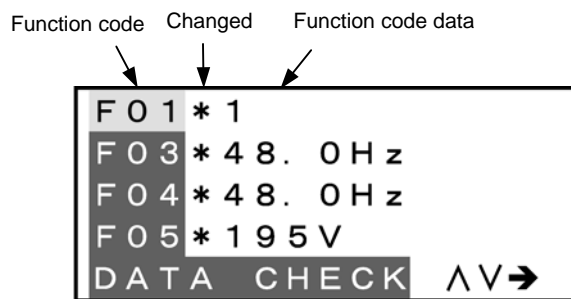 Function code Changed Function code data
F01*1
F03*48.0Hz
F04*48.0Hz
F05*195V
DATA CHECK ∧∨➔